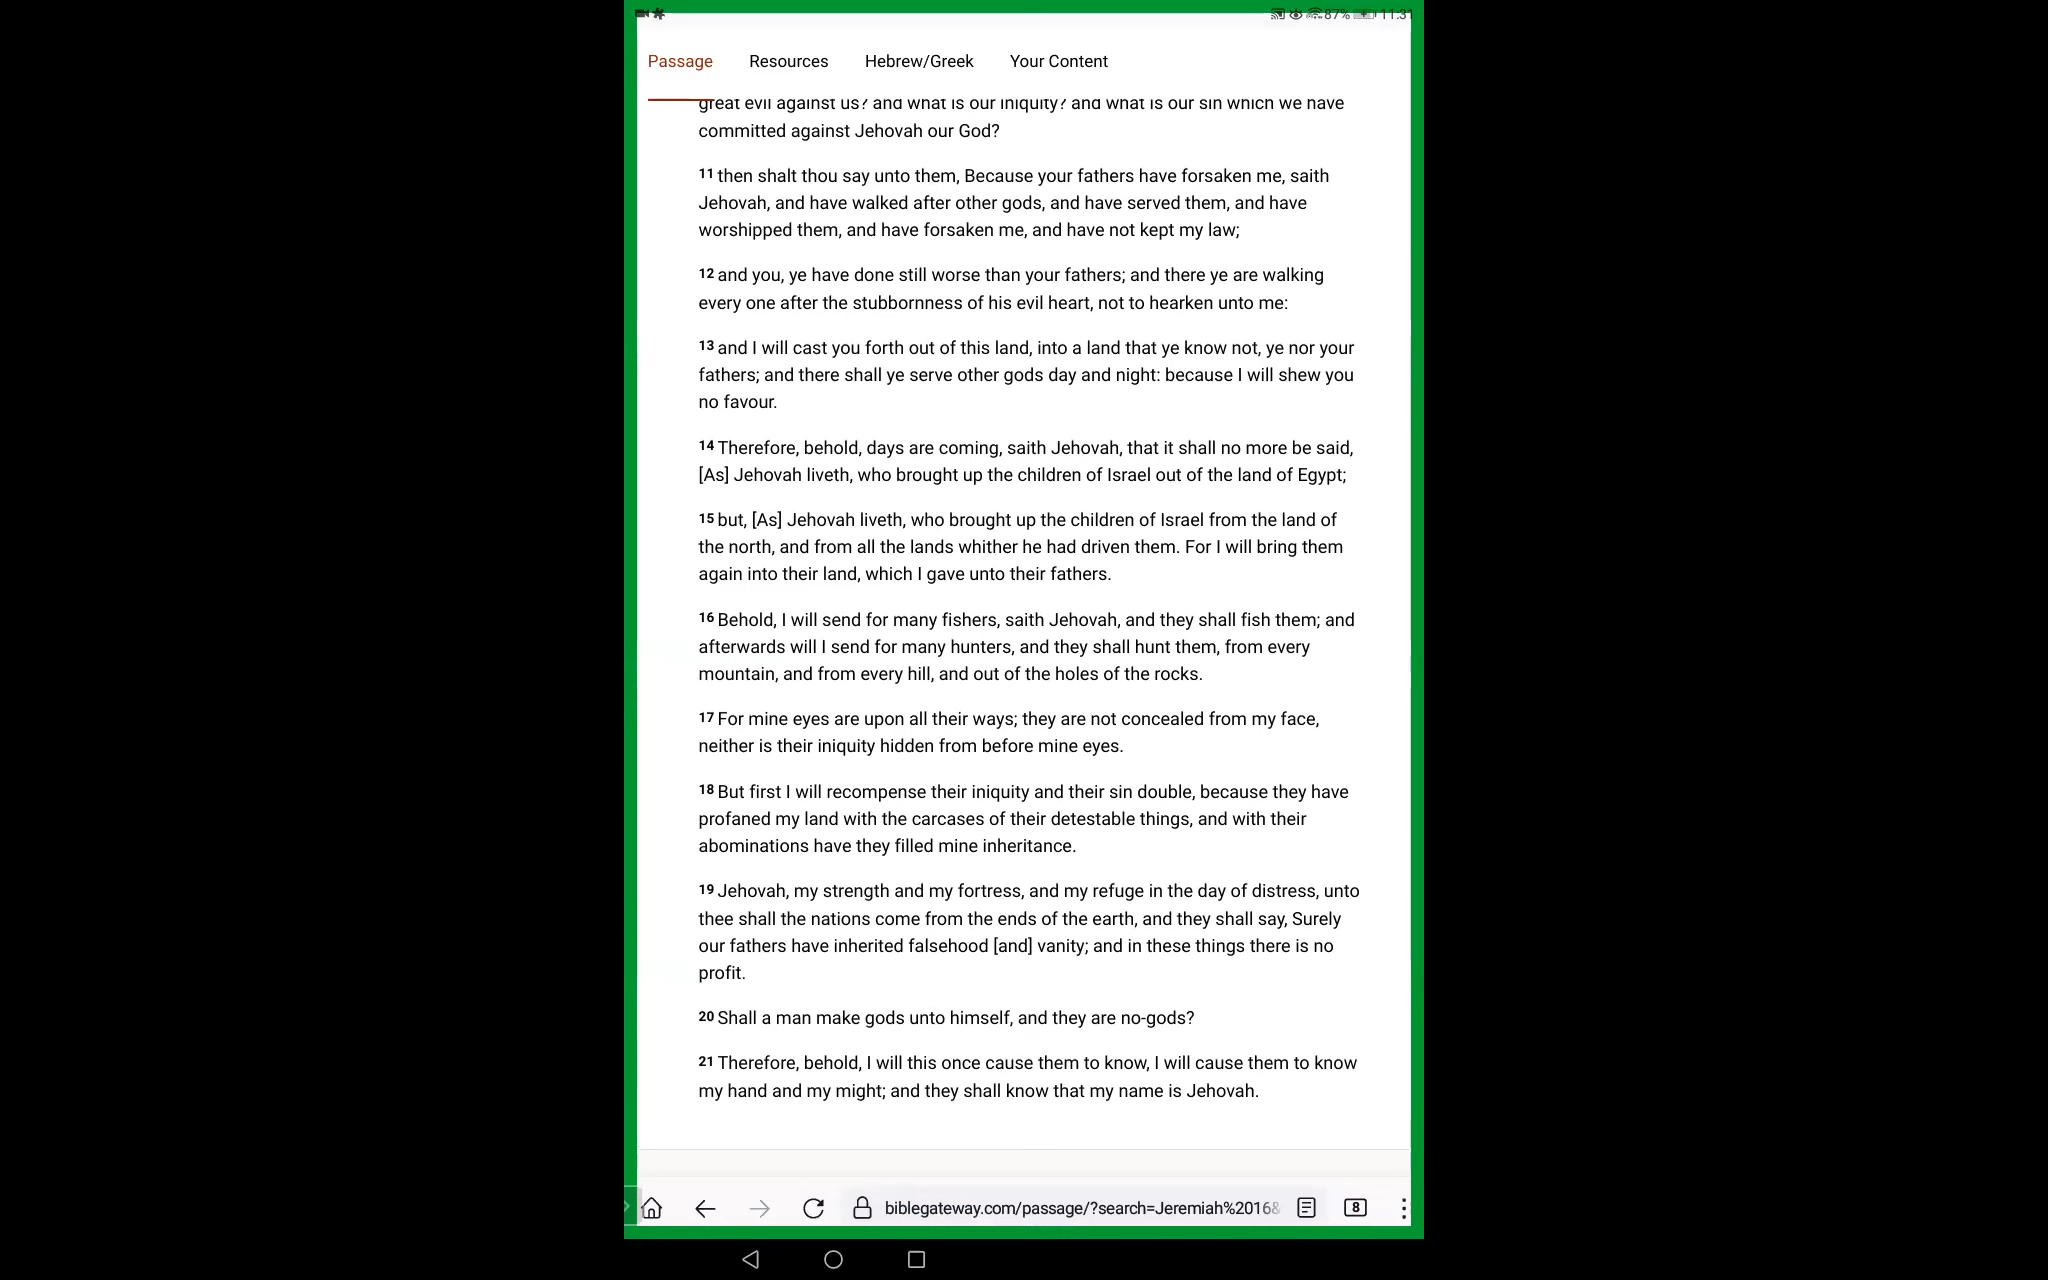 87% 11:31
Passage Resources Hebrew/Greek Your Content
great evil against us? and what is our iniquity? and what is our sin which we have
committed against Jehovah our God?
11 then shalt thou say unto them, Because your fathers have forsaken me, saith
Jehovah, and have walked after other gods, and have served them, and have
worshipped them, and have forsaken me, and have not kept my law;
12 and you, ye have done still worse than your fathers; and there ye are walking
every one after the stubbornness of his evil heart, not to hearken unto me:
13 and I will cast you forth out of this land, into a land that ye know not, ye nor your
fathers; and there shall ye serve other gods day and night: because I will shew you
no favour.
14 Therefore, behold, days are coming, saith Jehovah, that it shall no more be said,
[As] Jehovah liveth, who brought up the children of Israel out of the land of Egypt;
15 but, [As] Jehovah liveth, who brought up the children of Israel from the land of
the north, and from all the lands whither he had driven them. For I will bring them
again into their land, which I gave unto their fathers.
16 Behold, I will send for many fishers, saith Jehovah, and they shall fish them; and
afterwards will I send for many hunters, and they shall hunt them, from every
mountain, and from every hill, and out of the holes of the rocks.
17 For mine eyes are upon all their ways; they are not concealed from my face,
neither is their iniquity hidden from before mine eyes.
18 But first I will recompense their iniquity and their sin double, because they have
profaned my land with the carcases of their detestable things, and with their
abominations have they filled mine inheritance.
19 Jehovah, my strength and my fortress, and my refuge in the day of distress, unto
thee shall the nations come from the ends of the earth, and they shall say, Surely
our fathers have inherited falsehood [and] vanity; and in these things there is no
profit.
20 Shall a man make gods unto himself, and they are no-gods?
21 Therefore, behold, I will this once cause them to know, I will cause them to know
my hand and my might; and they shall know that my name is Jehovah.
biblegateway.com/passage/?search=Jeremiah%2016& 8